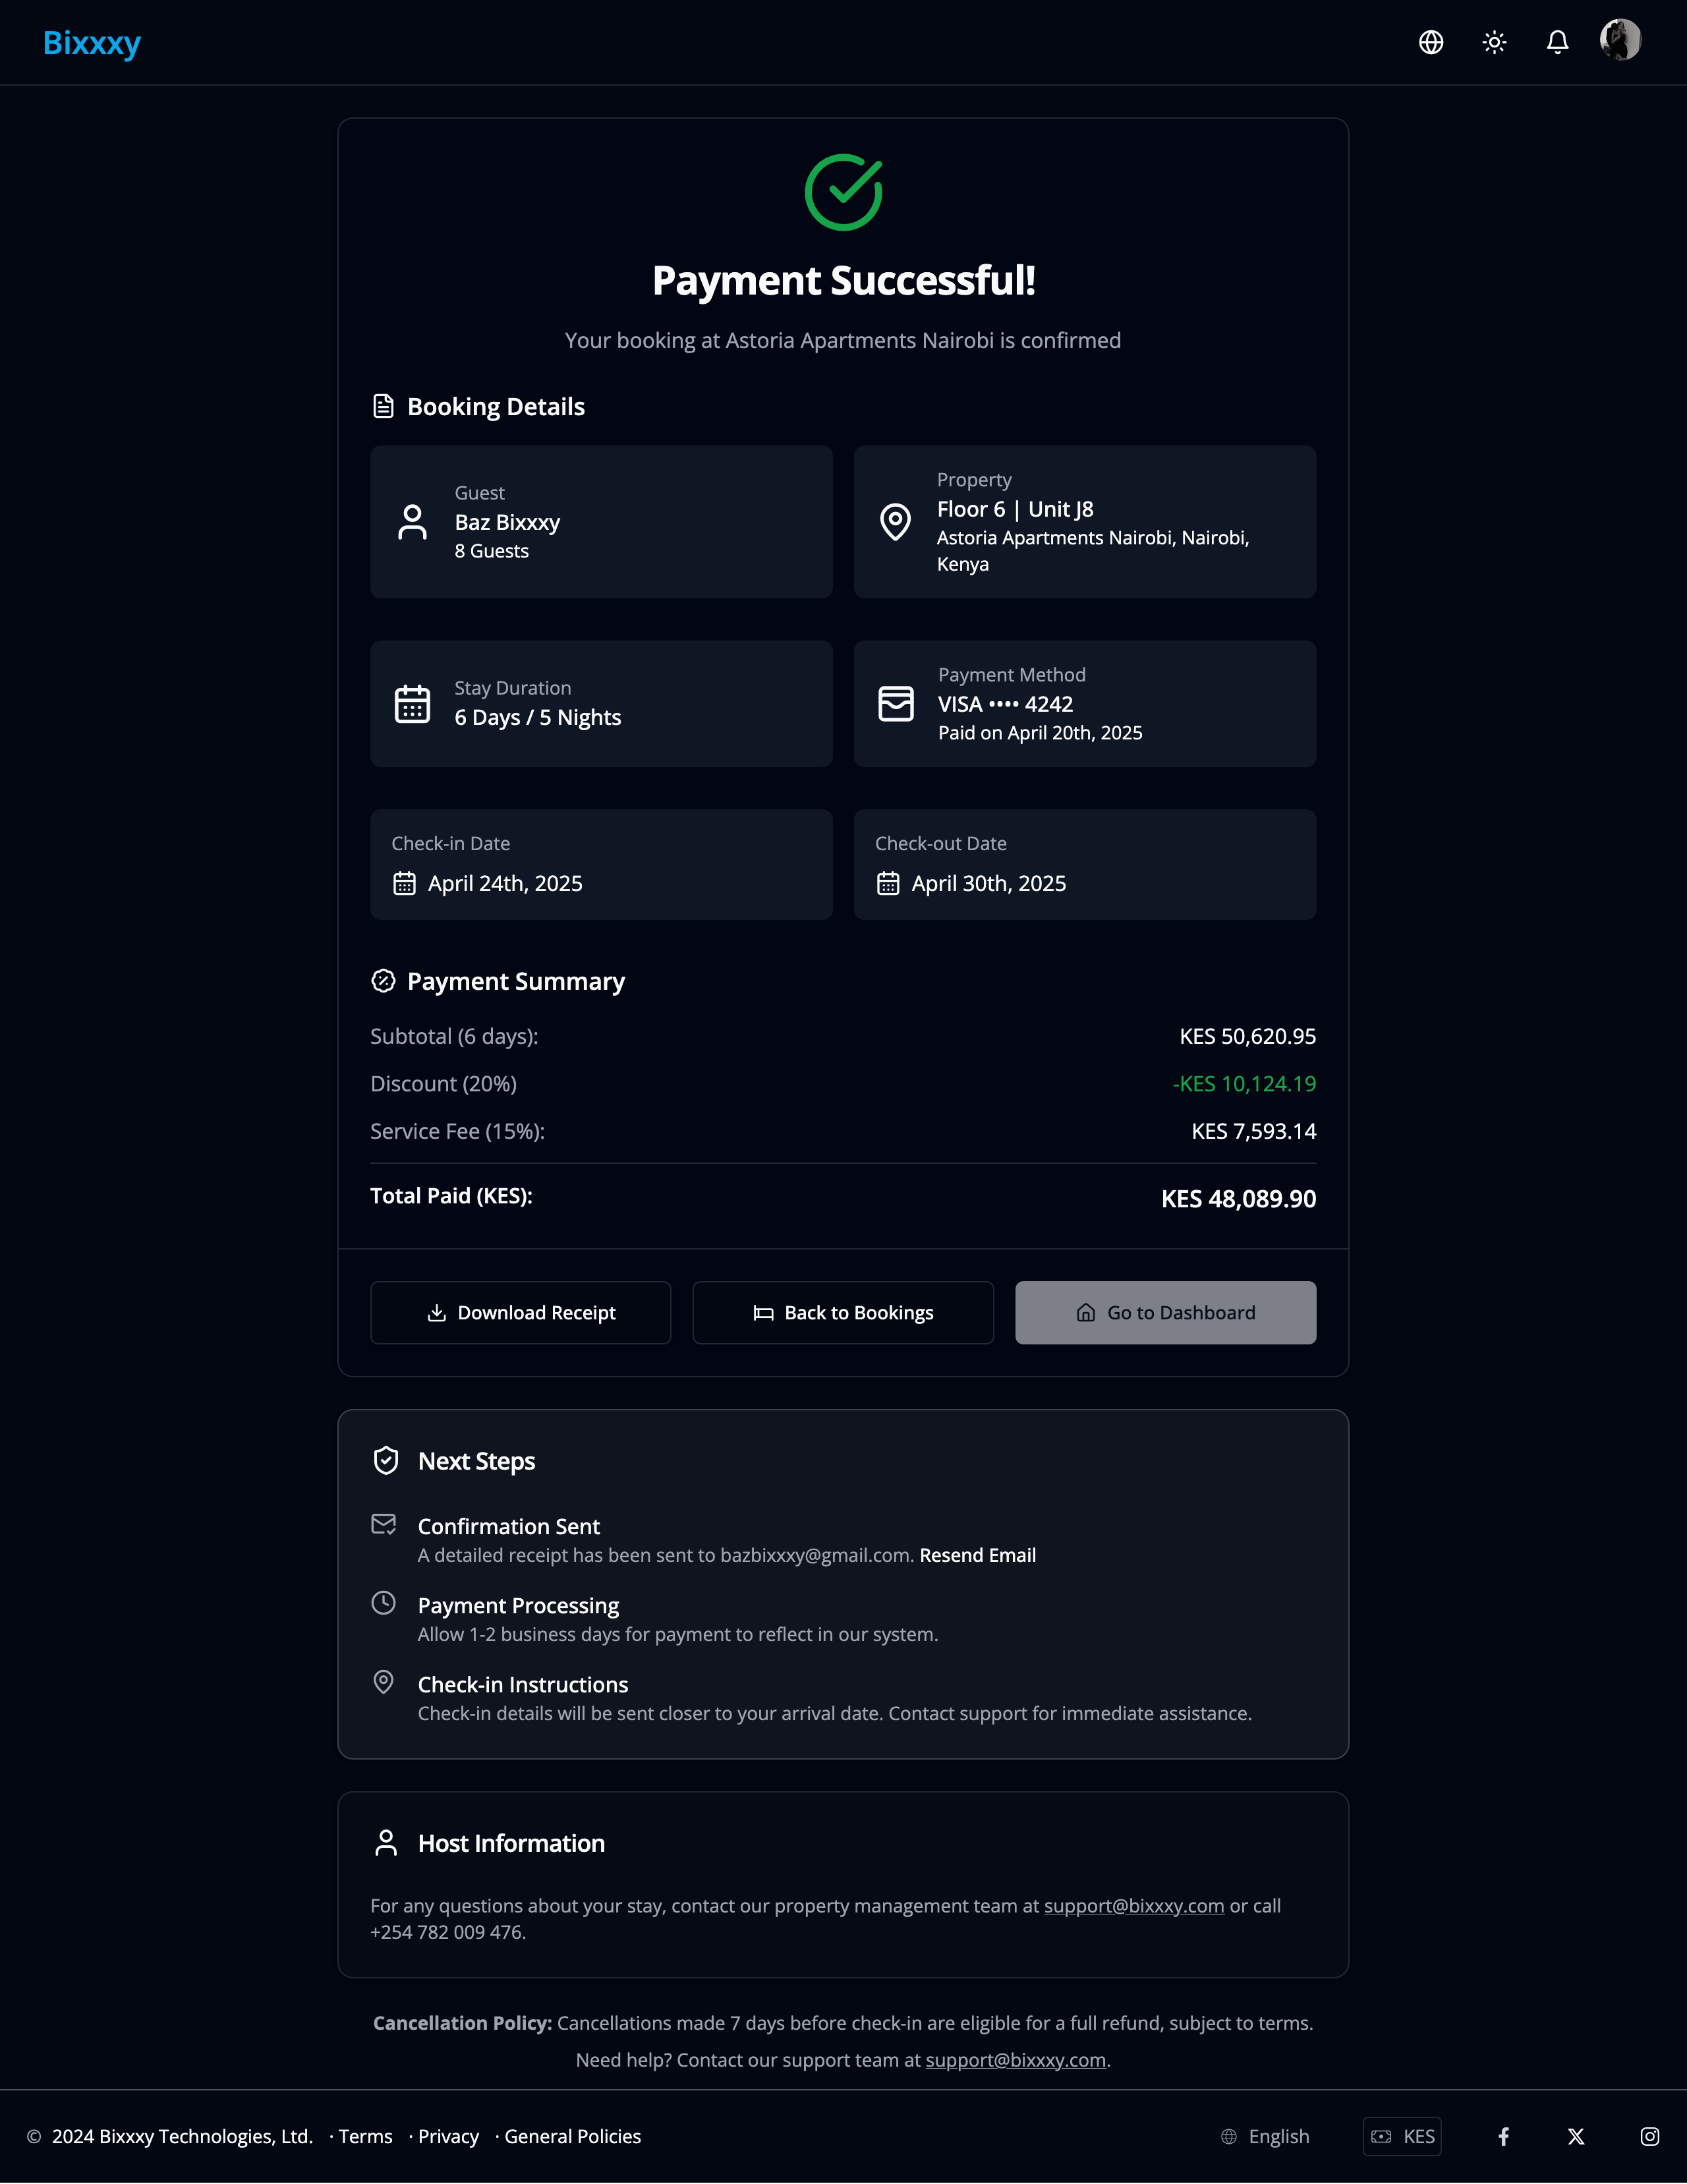 Bixxxy
Payment Successful!
Your booking at Astoria Apartments Nairobi is confirmed
Booking Details
Guest
Baz Bixxxy
8 Guests
Property
Floor 6 | Unit J8
Astoria Apartments Nairobi, Nairobi,
Kenya
Stay Duration
6 Days / 5 Nights
Payment Method
VISA •••• 4242
Paid on April 20th, 2025
Check-in Date
April 24th, 2025
Check-out Date
April 30th, 2025
Payment Summary
Subtotal (6 days): KES 50,620.95
Discount (20%) -KES 10,124.19
Service Fee (15%): KES 7,593.14
Total Paid (KES): KES 48,089.90
Download Receipt
Back to Bookings
Go to Dashboard
Next Steps
Confirmation Sent
A detailed receipt has been sent to bazbixxxy@gmail.com. Resend Email
Payment Processing
Allow 1-2 business days for payment to reflect in our system.
Check-in Instructions
Check-in details will be sent closer to your arrival date. Contact support for immediate assistance.
Host Information
For any questions about your stay, contact our property management team at support@bixxxy.com or call
+254 782 009 476.
Cancellation Policy: Cancellations made 7 days before check-in are eligible for a full refund, subject to terms.
Need help? Contact our support team at support@bixxxy.com.
© 2024 Bixxxy Technologies, Ltd. · Terms · Privacy · General Policies English KES